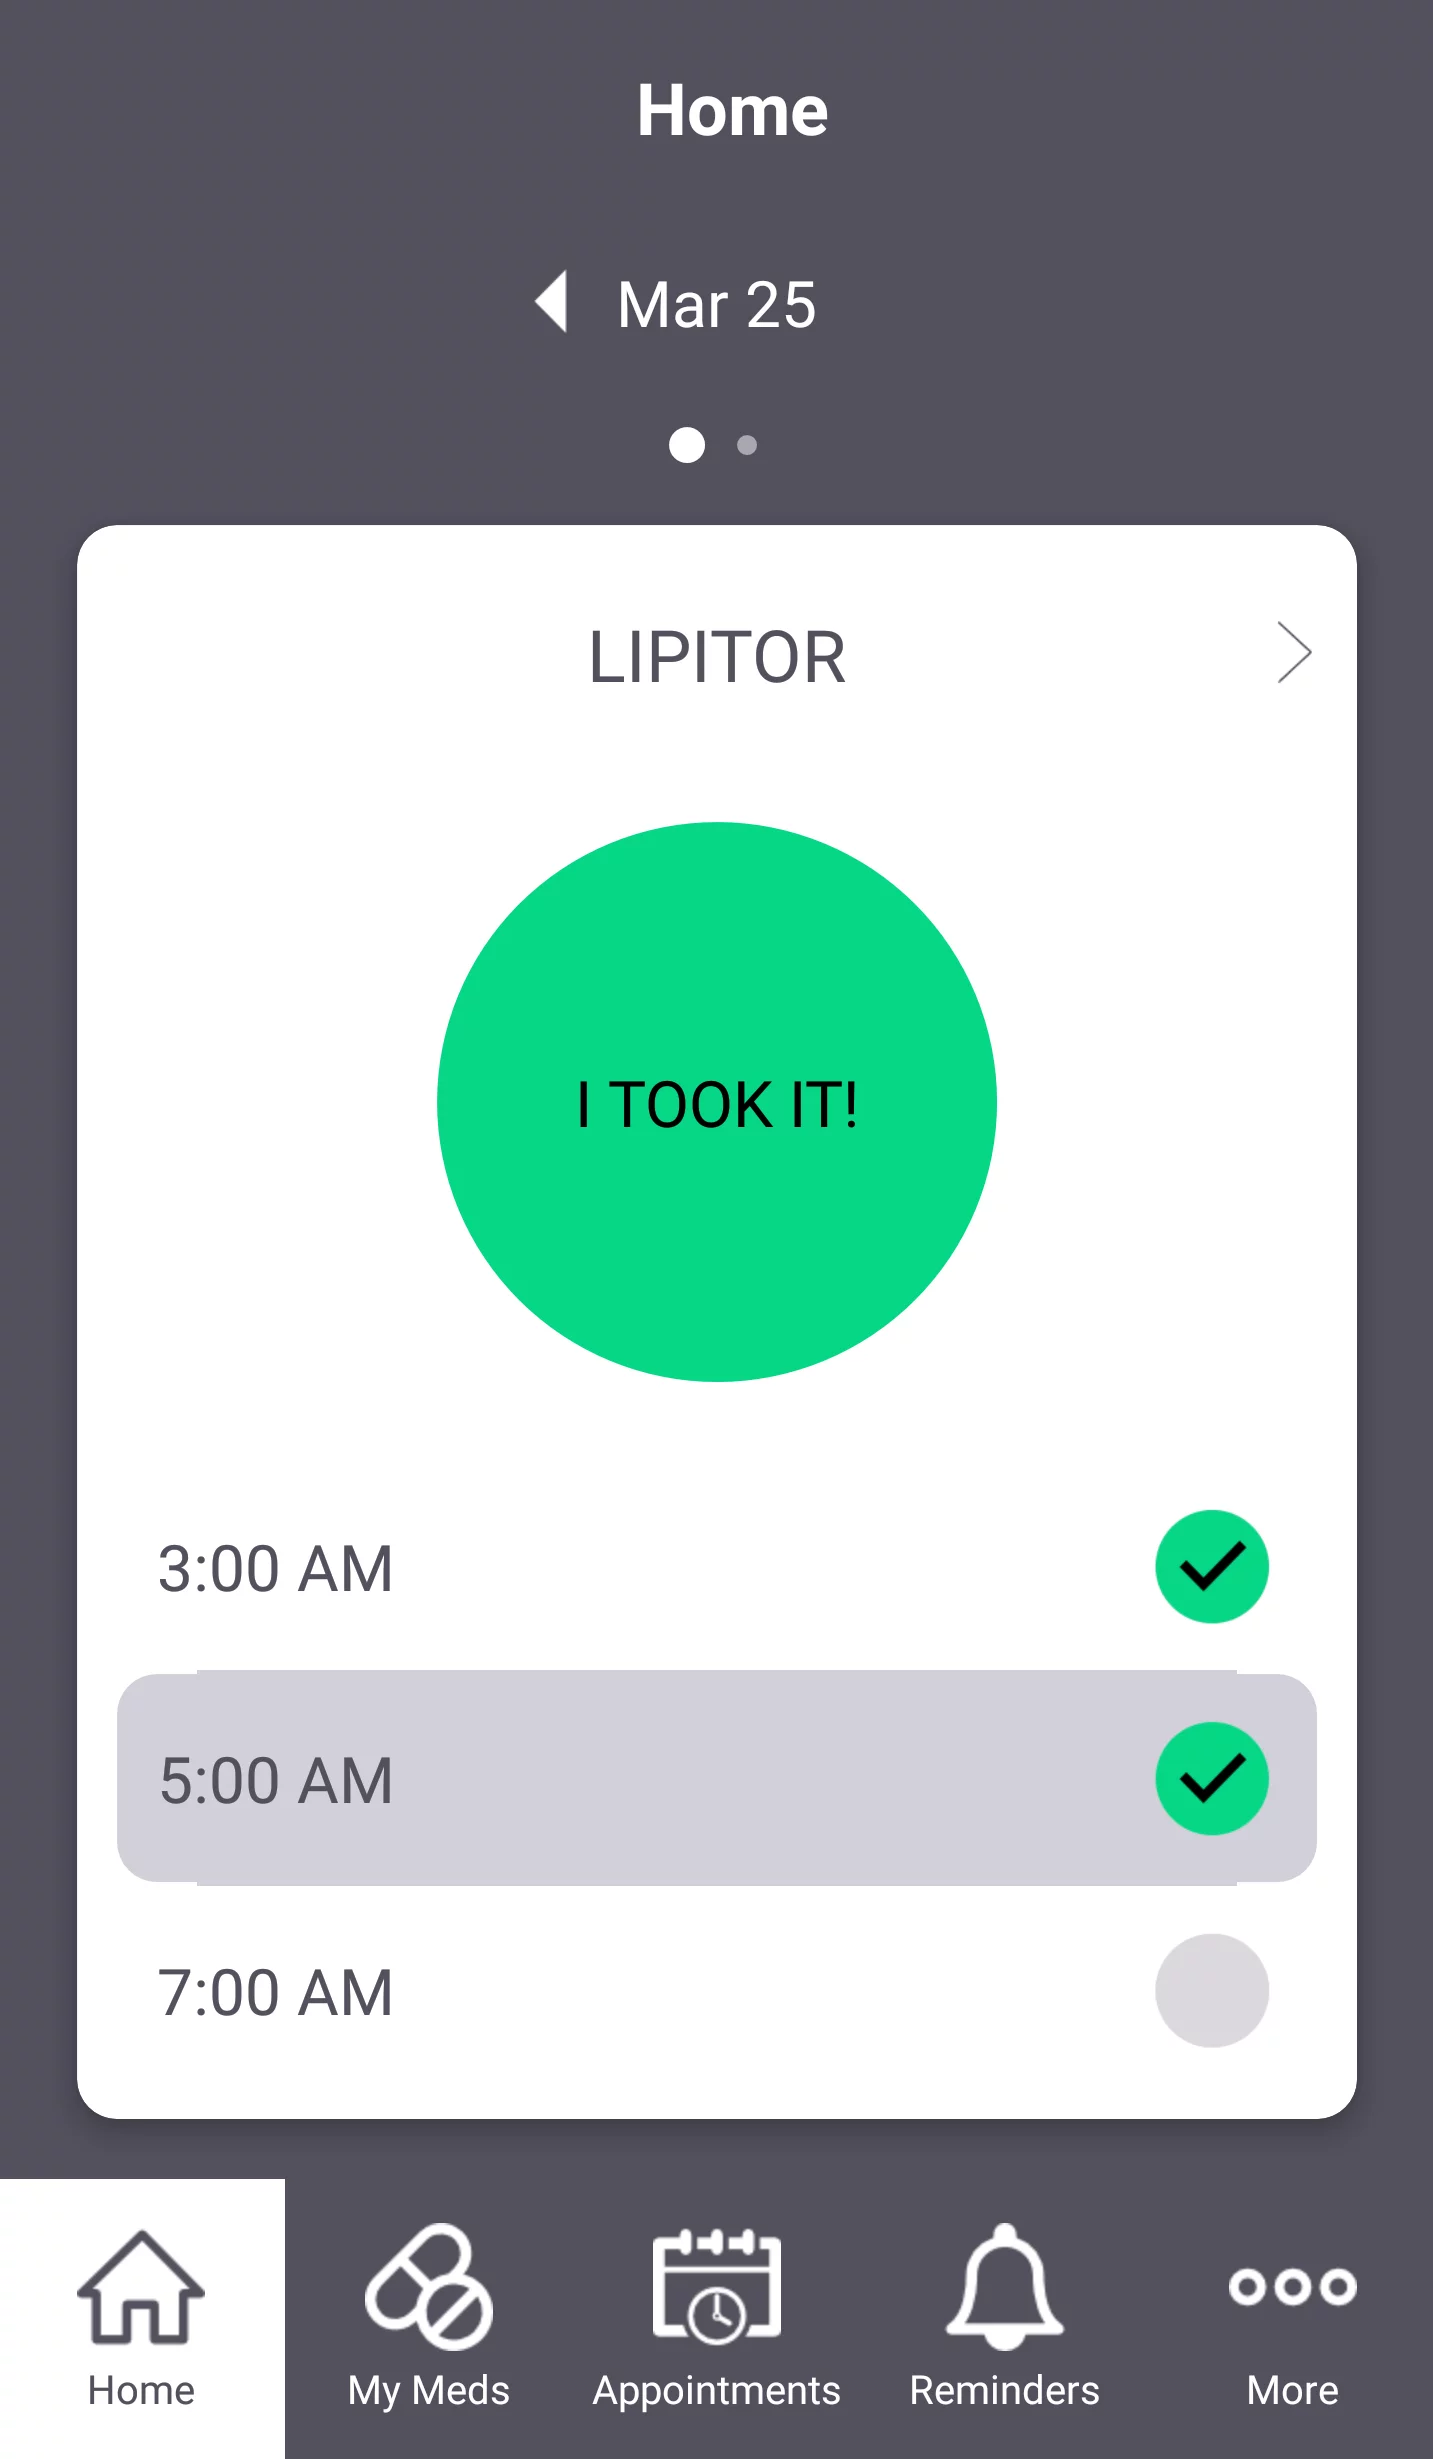 Home
Mar 25
LIPITOR
I TOOK IT!
3:00 AM
5:00 AM
7:00 AM
Home
My Meds
Appointments
Reminders
More